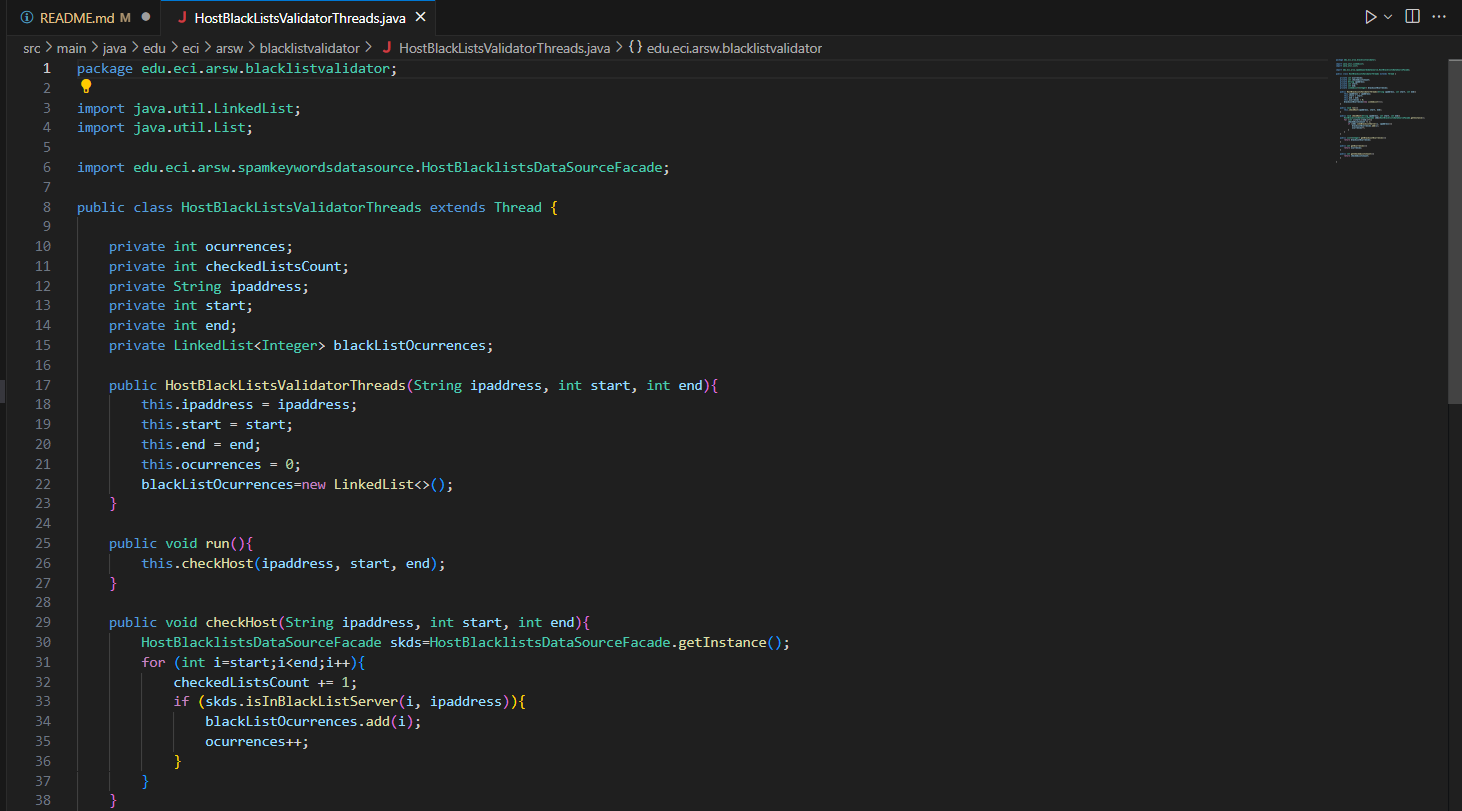 README.md M
HostBlackListsValidatorThreads.java
src > main > java > edu > eci > arsw > blacklistvalidator > HostBlackListsValidatorThreads.java > {} edu.eci.arsw.blacklistvalidator
1 package edu.eci.arsw.blacklistvalidator;
2
3 import java.util.LinkedList;
4 import java.util.List;
5
6 import edu.eci.arsw.spamkeywordsdatasource.HostBlacklistsDataSourceFacade;
7
8 public class HostBlackListsValidatorThreads extends Thread {
9
10 private int ocurrences;
11 private int checkedListsCount;
12 private String ipaddress;
13 private int start;
14 private int end;
15 private LinkedList<Integer> blackListOcurrences;
16
17 public HostBlackListsValidatorThreads(String ipaddress, int start, int end){
18 this.ipaddress = ipaddress;
19 this.start = start;
20 this.end = end;
21 this.ocurrences = 0;
22 blackListOcurrences=new LinkedList<>();
23 }
24
25 public void run(){
26 this.checkHost(ipaddress, start, end);
27 }
28
29 public void checkHost(String ipaddress, int start, int end){
30 HostBlacklistsDataSourceFacade skds=HostBlacklistsDataSourceFacade.getInstance();
31 for (int i=start;i<end;i++){
32 checkedListsCount += 1;
33 if (skds.isInBlackListServer(i, ipaddress)){
34 blackListOcurrences.add(i);
35 ocurrences++;
36 }
37 }
38 }